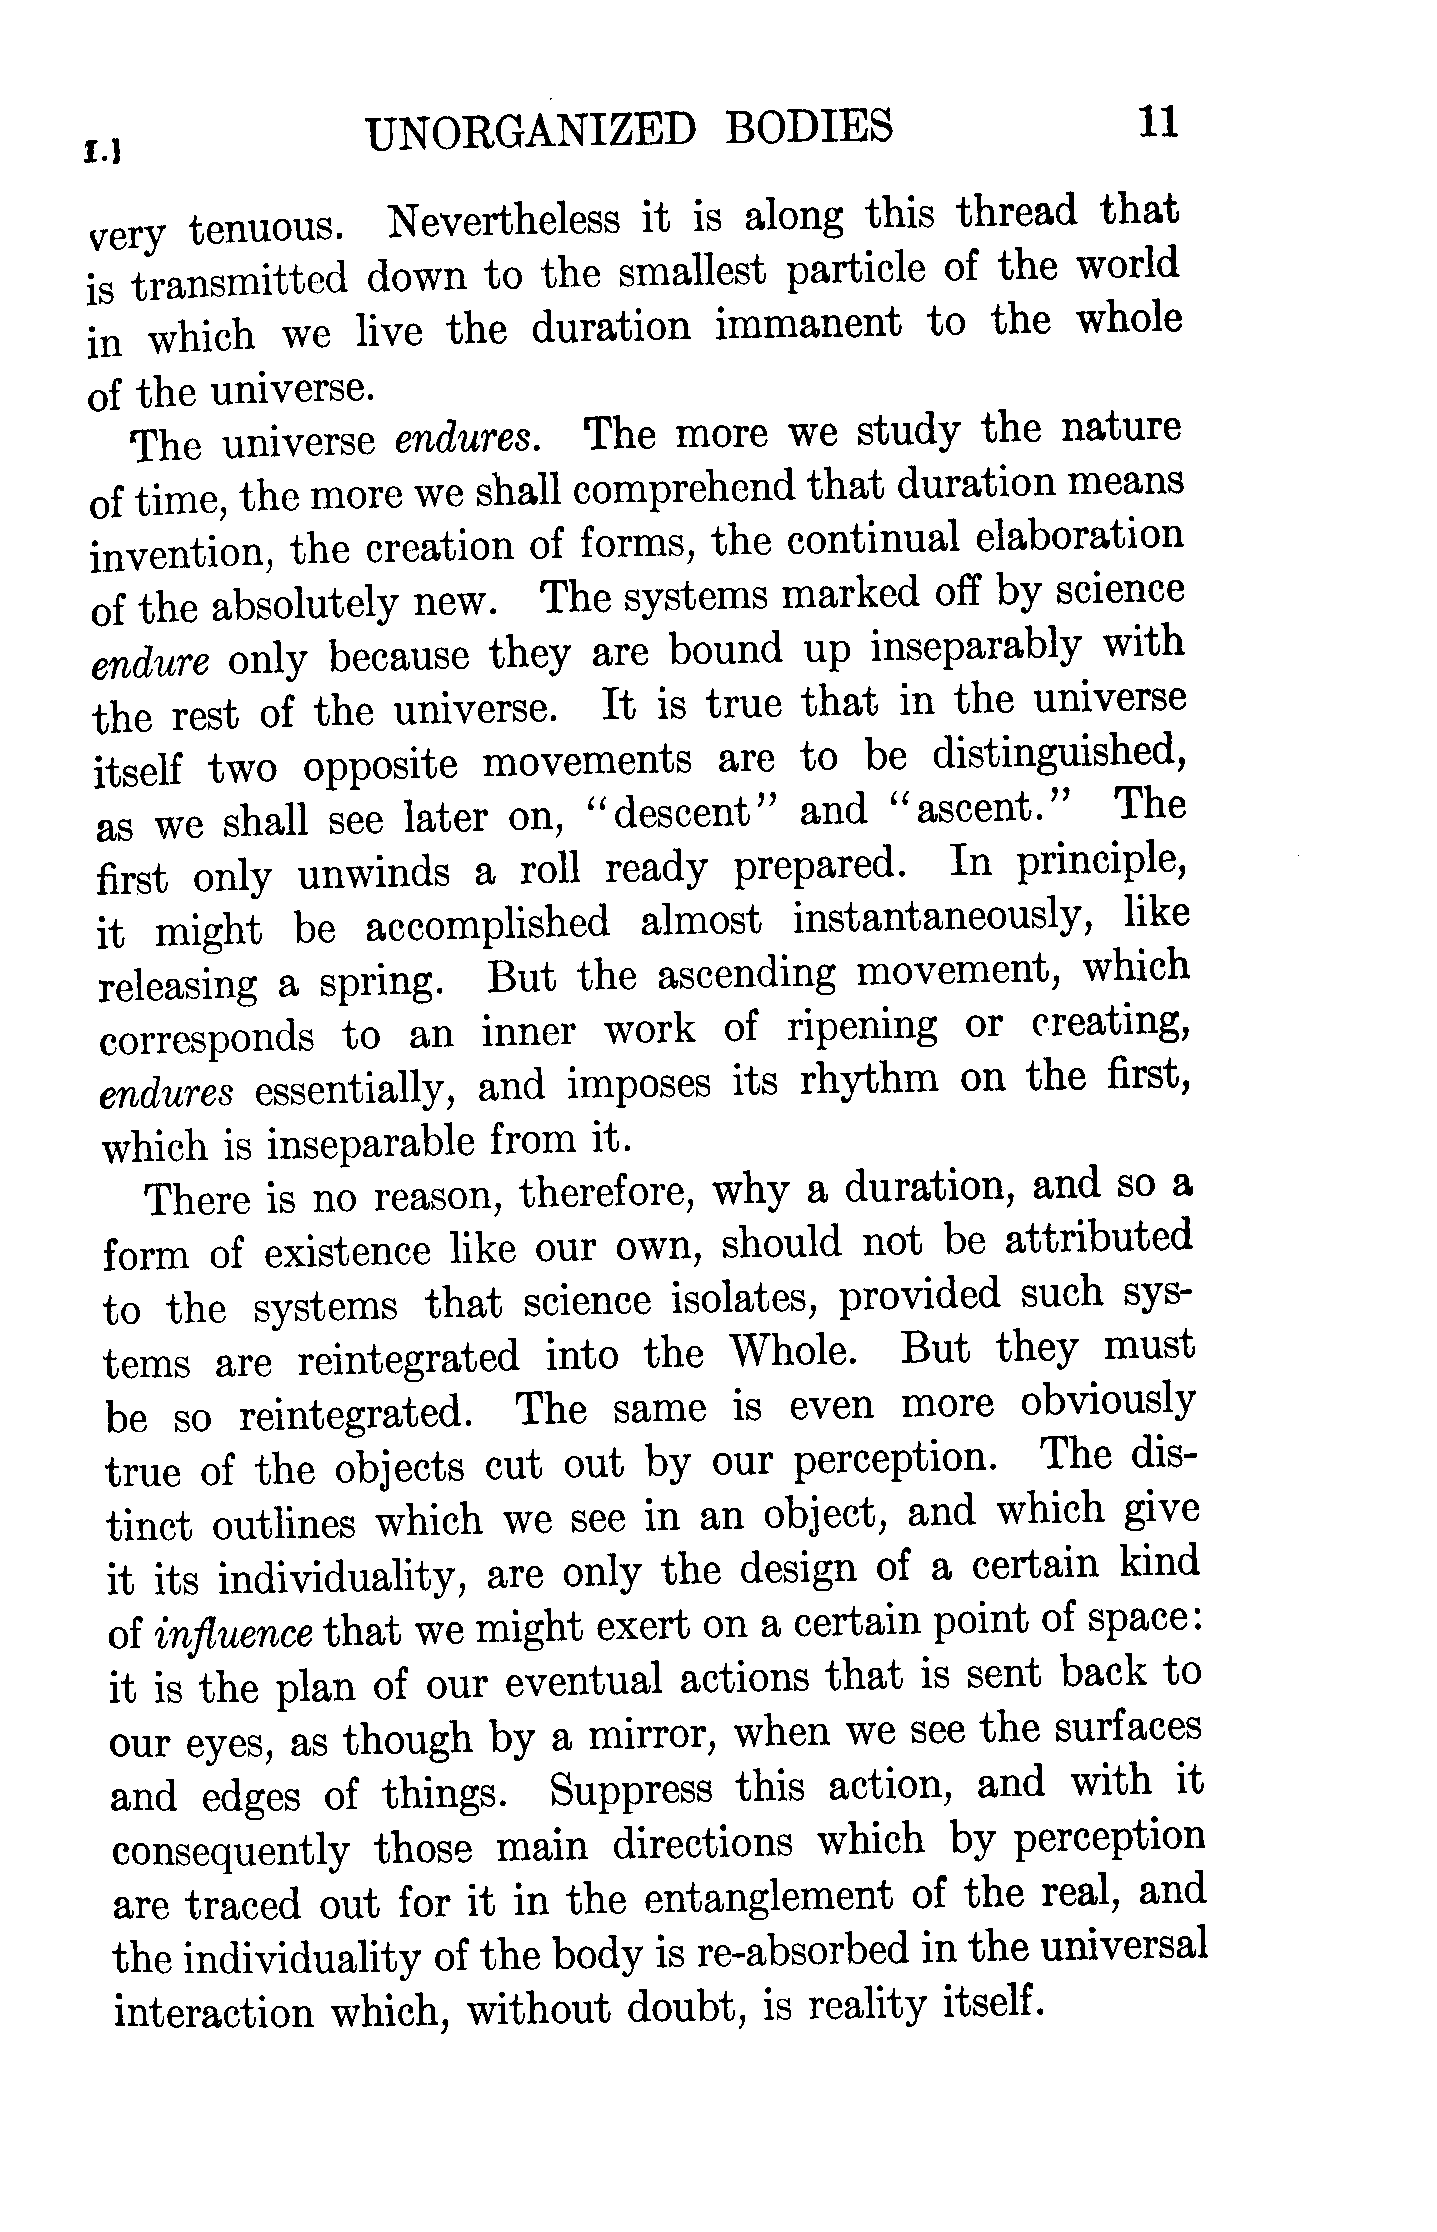 I.] UNORGANIZED BODIES 11
very tenuous. Nevertheless it is along this thread that
is transmitted down to the smallest particle of the world
in which we live the duration immanent to the whole
of the universe.
The universe endures. The more we study the nature
of time, the more we shall comprehend that duration means
invention, the creation of forms, the continual elaboration
of the absolutely new. The systems marked off by science
endure only because they are bound up inseparably with
the rest of the universe. It is true that in the universe
itself two opposite movements are to be distinguished,
as we shall see later on, “descent” and “ascent.” The
first only unwinds a roll ready prepared. In principle,
it might be accomplished almost instantaneously, like
releasing a spring. But the ascending movement, which
corresponds to an inner work of ripening or creating,
endures essentially, and imposes its rhythm on the first,
which is inseparable from it.
There is no reason, therefore, why a duration, and so a
form of existence like our own, should not be attributed
to the systems that science isolates, provided such sys-
tems are reintegrated into the Whole. But they must
be so reintegrated. The same is even more obviously
true of the objects cut out by our perception. The dis-
tinct outlines which we see in an object, and which give
it its individuality, are only the design of a certain kind
of influence that we might exert on a certain point of space:
it is the plan of our eventual actions that is sent back to
our eyes, as though by a mirror, when we see the surfaces
and edges of things. Suppress this action, and with it
consequently those main directions which by perception
are traced out for it in the entanglement of the real, and
the individuality of the body is re-absorbed in the universal
interaction which, without doubt, is reality itself.